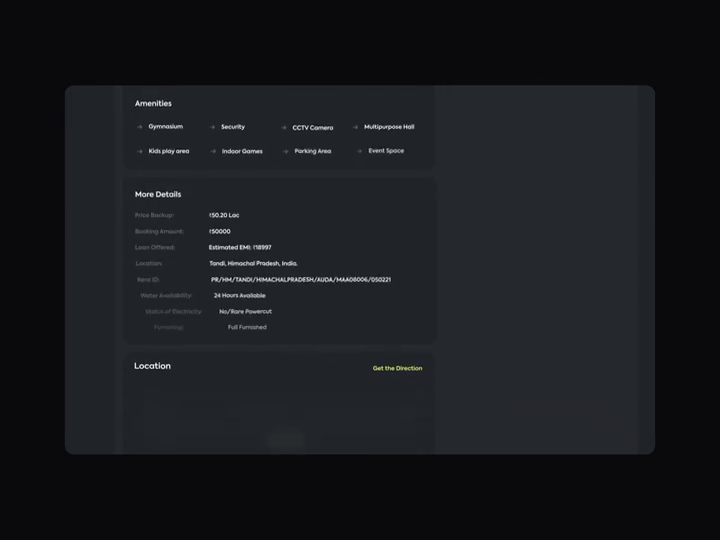 Amenities
Gymnasium Security CCTV Camera Multipurpose Hall
Kids play area Indoor Games Parking Area Event Space
More Details
Price Backup: ₹50.20 Lac
Booking Amount: ₹50000
Loan Offered: Estimated EMI: ₹18997
Location: Tandi, Himachal Pradesh, India.
Rent ID: PR/HM/TANDI/HIMACHALPRADESH/AUDA/MAA08006/050221
Water Availability: 24 Hours Available
Status of Electricity: No/Rare Powercut
Furnishing: Full Furnished
Location
Get the Direction